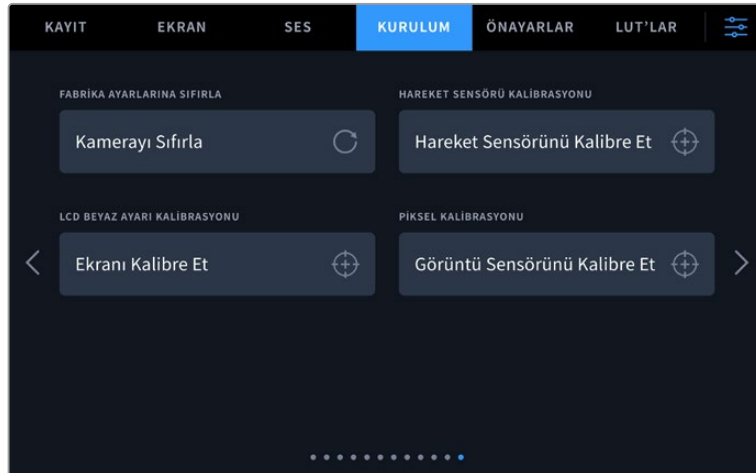 KAYIT EKRAN SES KURULUM ÖNAYARLAR LUT'LAR
FABRİKA AYARLARINA SIFIRLA
Kamerayı Sıfırla
HAREKET SENSÖRÜ KALİBRASYONU
Hareket Sensörünü Kalibre Et
LCD BEYAZ AYARI KALİBRASYONU
Ekranı Kalibre Et
PİKSEL KALİBRASYONU
Görüntü Sensörünü Kalibre Et